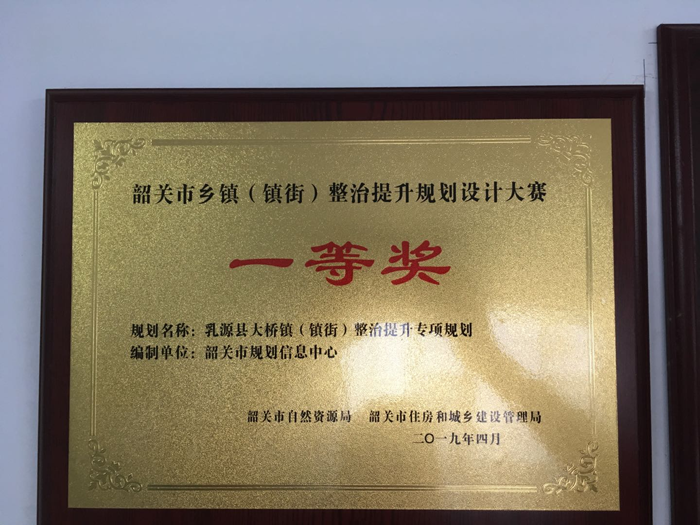 韶关市乡镇（镇街）整治提升规划设计大赛
一等奖
规划名称：乳源县大桥镇（镇街）整治提升专项规划
编制单位：韶关市规划信息中心
韶关市自然资源局 韶关市住房和城乡建设管理局
二〇一九年四月